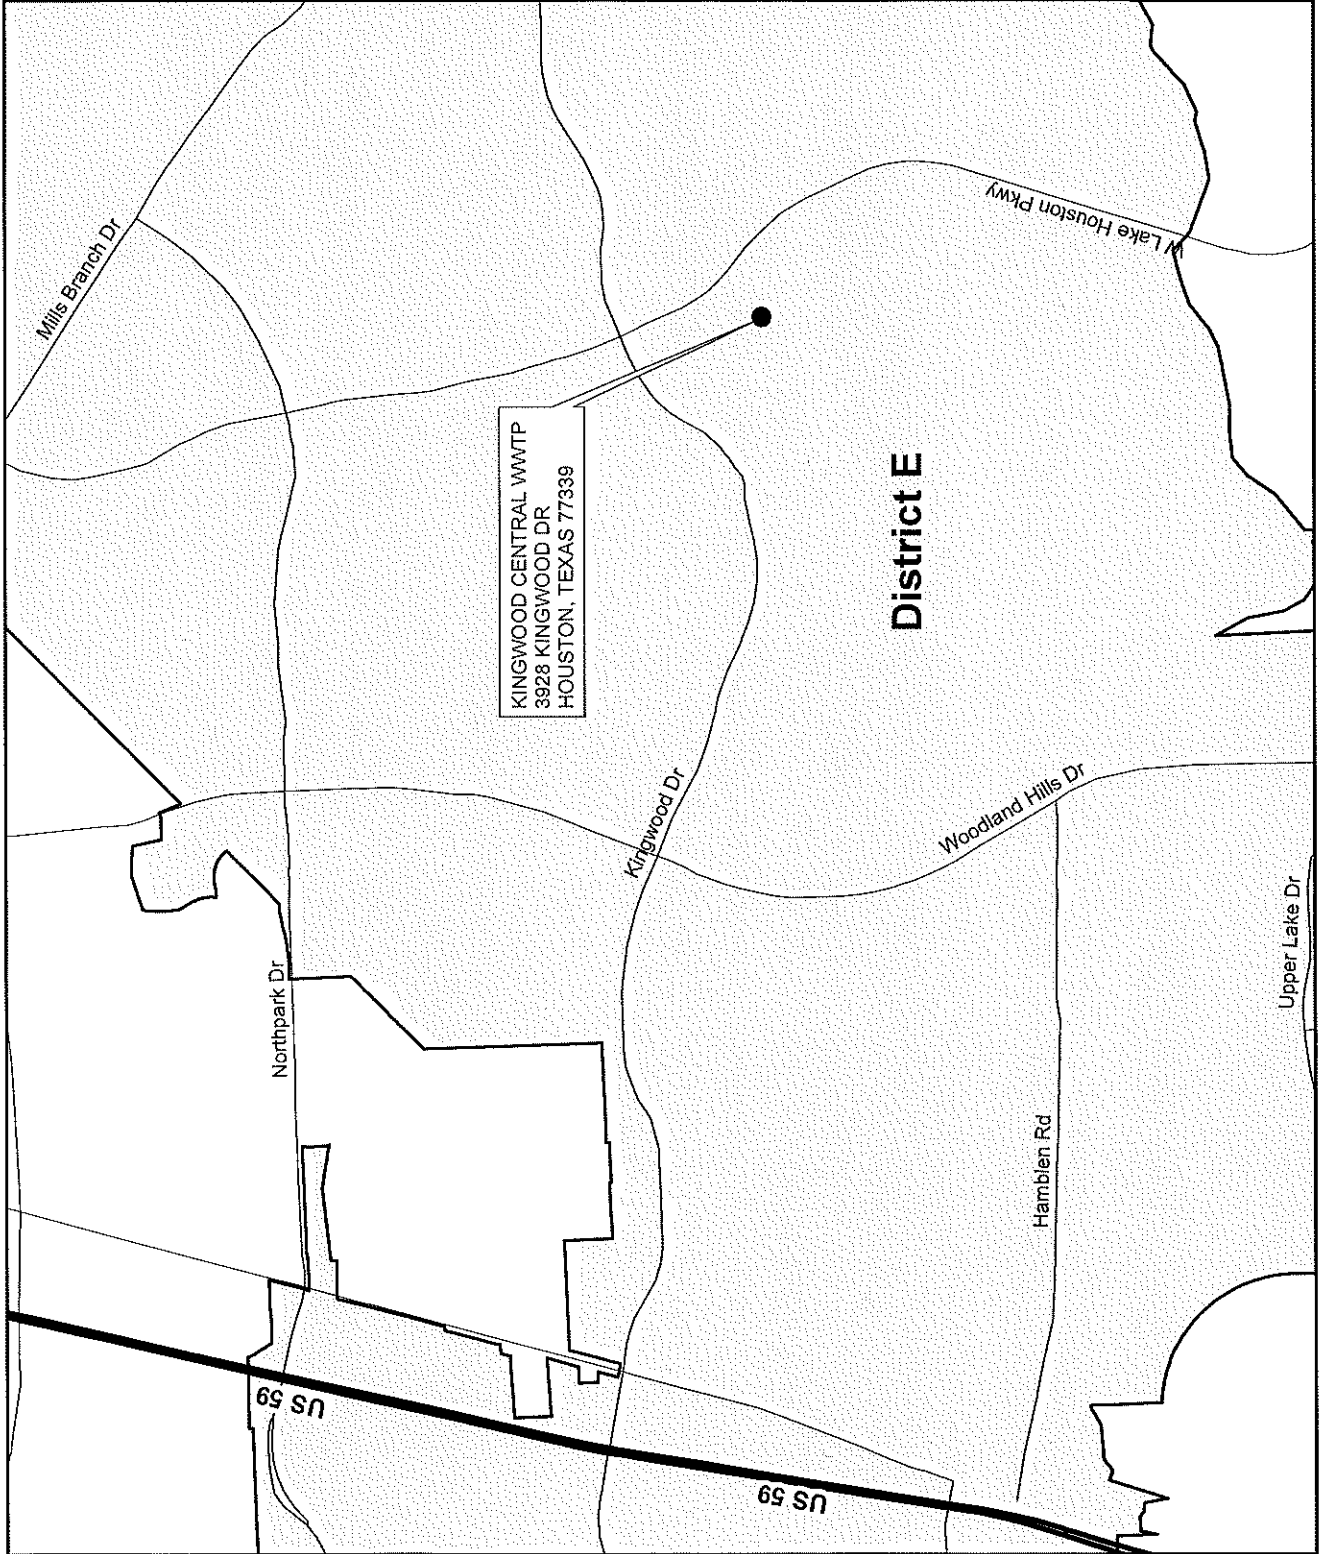 Mills Branch Dr
W Lake Houston Pkwy
KINGWOOD CENTRAL WWTP
3928 KINGWOOD DR
HOUSTON, TEXAS 77339
District E
Northpark Dr
Kingwood Dr
Woodland Hills Dr
Upper Lake Dr
Hamblen Rd
US 59
US 59